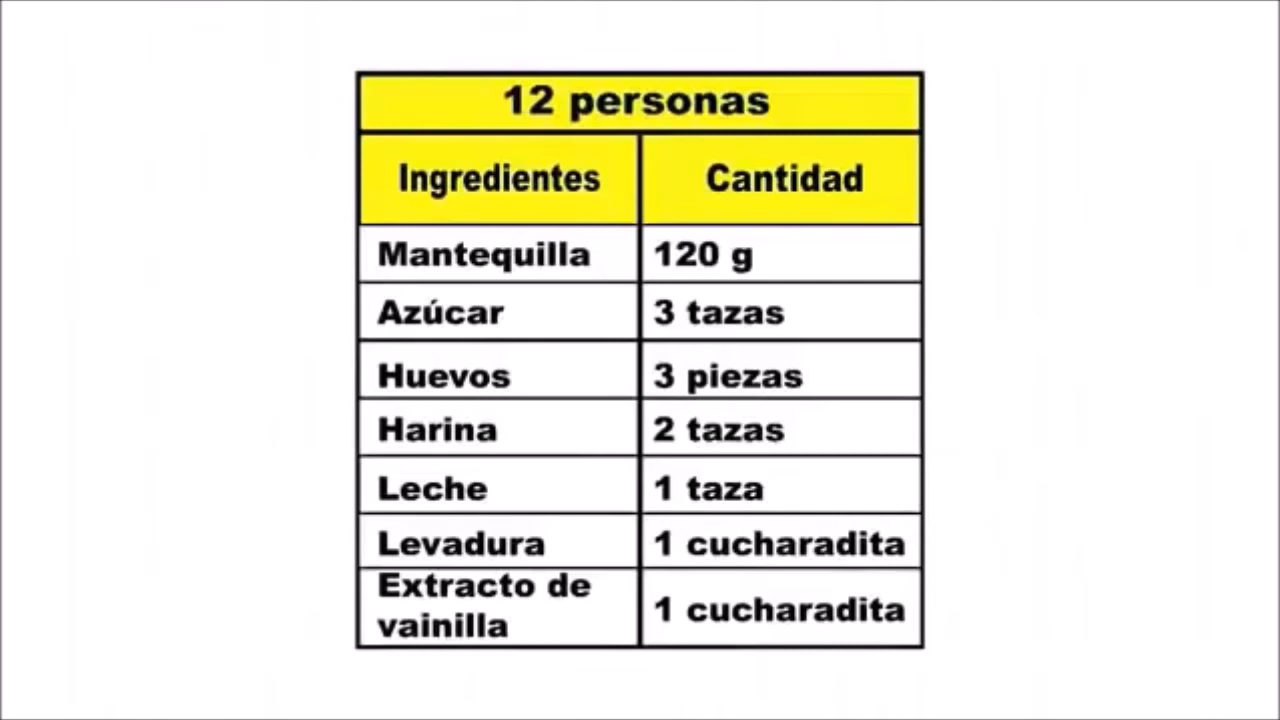 12 personas
Ingredientes Cantidad
Mantequilla 120 g
Azúcar 3 tazas
Huevos 3 piezas
Harina 2 tazas
Leche 1 taza
Levadura 1 cucharadita
Extracto de
vainilla 1 cucharadita